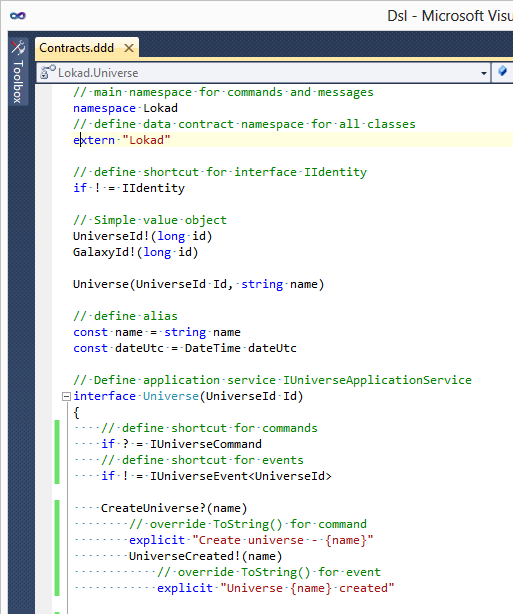 Dsl - Microsoft Visu
Contracts.ddd
Toolbox
Lokad.Universe
// main namespace for commands and messages
namespace Lokad
// define data contract namespace for all classes
extern "Lokad"
// define shortcut for interface IIdentity
if ! = IIdentity
// Simple value object
UniverseId!(long id)
GalaxyId!(long id)
Universe(UniverseId Id, string name)
// define alias
const name = string name
const dateUtc = DateTime dateUtc
// Define application service IUniverseApplicationService
interface Universe(UniverseId Id)
{
// define shortcut for commands
if ? = IUniverseCommand
// define shortcut for events
if ! = IUniverseEvent<UniverseId>
CreateUniverse?(name)
// override ToString() for command
explicit "Create universe - {name}"
UniverseCreated!(name)
// override ToString() for event
explicit "Universe {name} created"